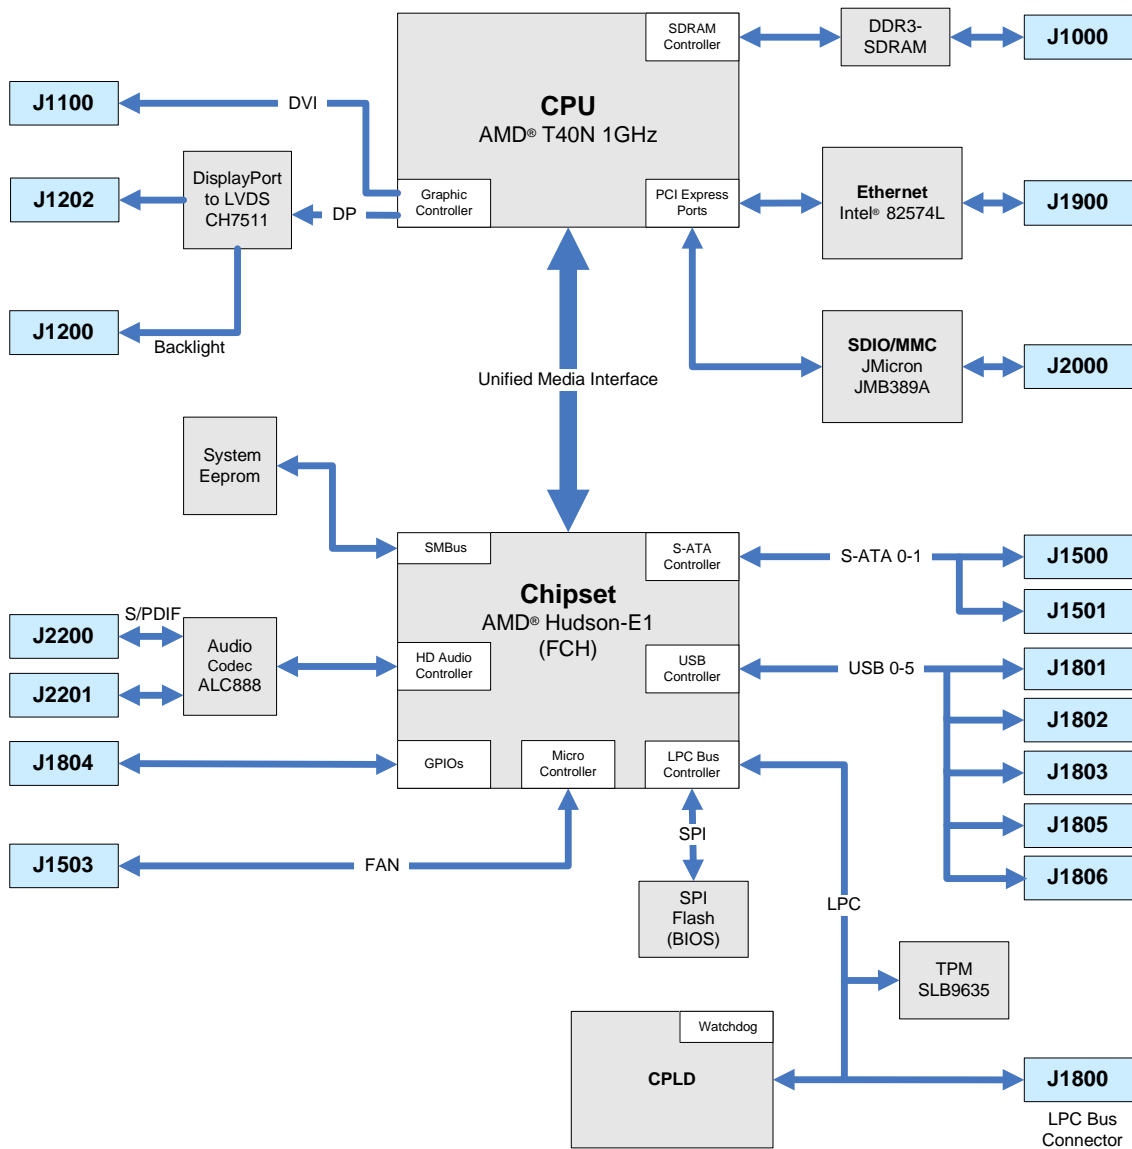 SDRAM
Controller
DDR3-
SDRAM
J1000
J1100
DVI
CPU
AMD® T40N 1GHz
DisplayPort
to LVDS
CH7511
J1202
DP
Graphic
Controller
PCI Express
Ports
Ethernet
Intel® 82574L
J1900
J1200
Backlight
Unified Media Interface
SDIO/MMC
JMicron
JMB389A
J2000
System
Eeprom
SMBus
S-ATA
Controller
S-ATA 0-1
J1500
Chipset
AMD® Hudson-E1
(FCH)
J1501
S/PDIF
J2200
Audio
Codec
ALC888
HD Audio
Controller
USB
Controller
USB 0-5
J1801
J2201
J1802
J1804
GPIOs
Micro
Controller
LPC Bus
Controller
J1803
SPI
J1805
J1503
FAN
J1806
SPI
Flash
(BIOS)
LPC
TPM
SLB9635
Watchdog
CPLD
J1800
LPC Bus
Connector